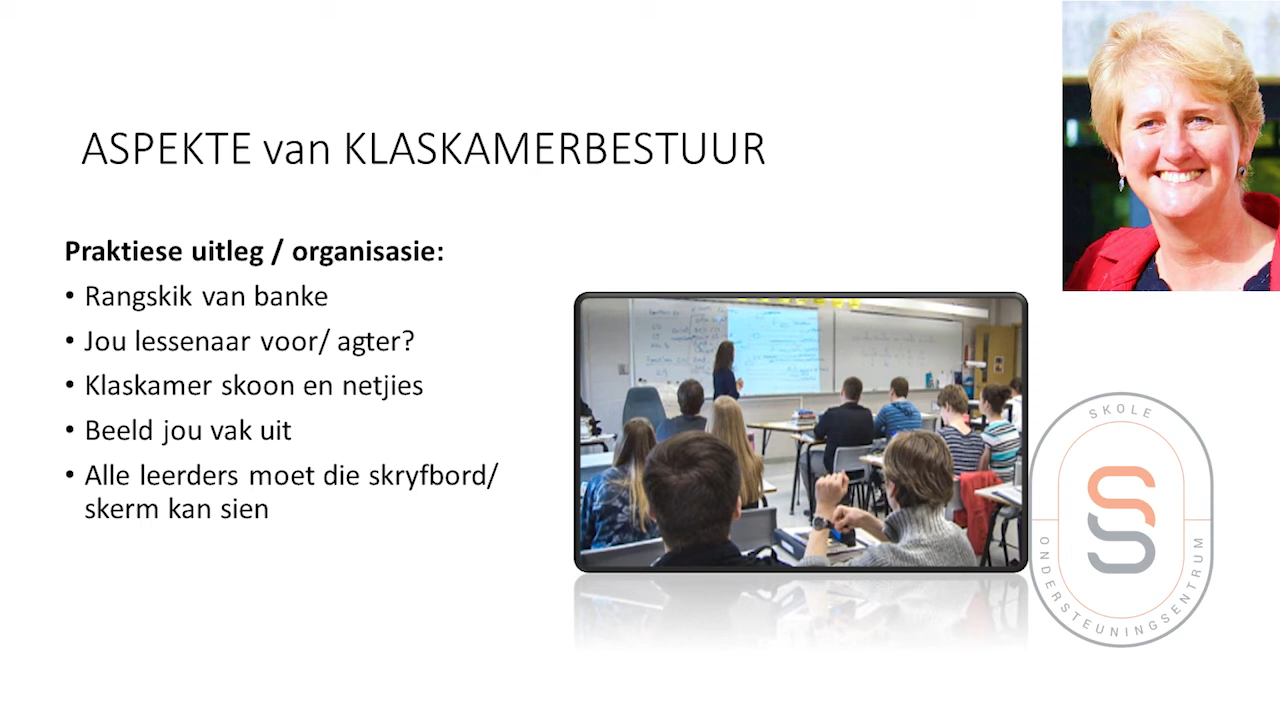 ASPEKTE van KLASKAMERBESTUUR
Praktiese uitleg / organisasie:
• Rangskik van banke
• Jou lessenaar voor/ agter?
• Klaskamer skoon en netjies
• Beeld jou vak uit
• Alle leerders moet die skryfbord/
skerm kan sien
SKOLE
SS
ONDERSTEUNINGSENTRUM